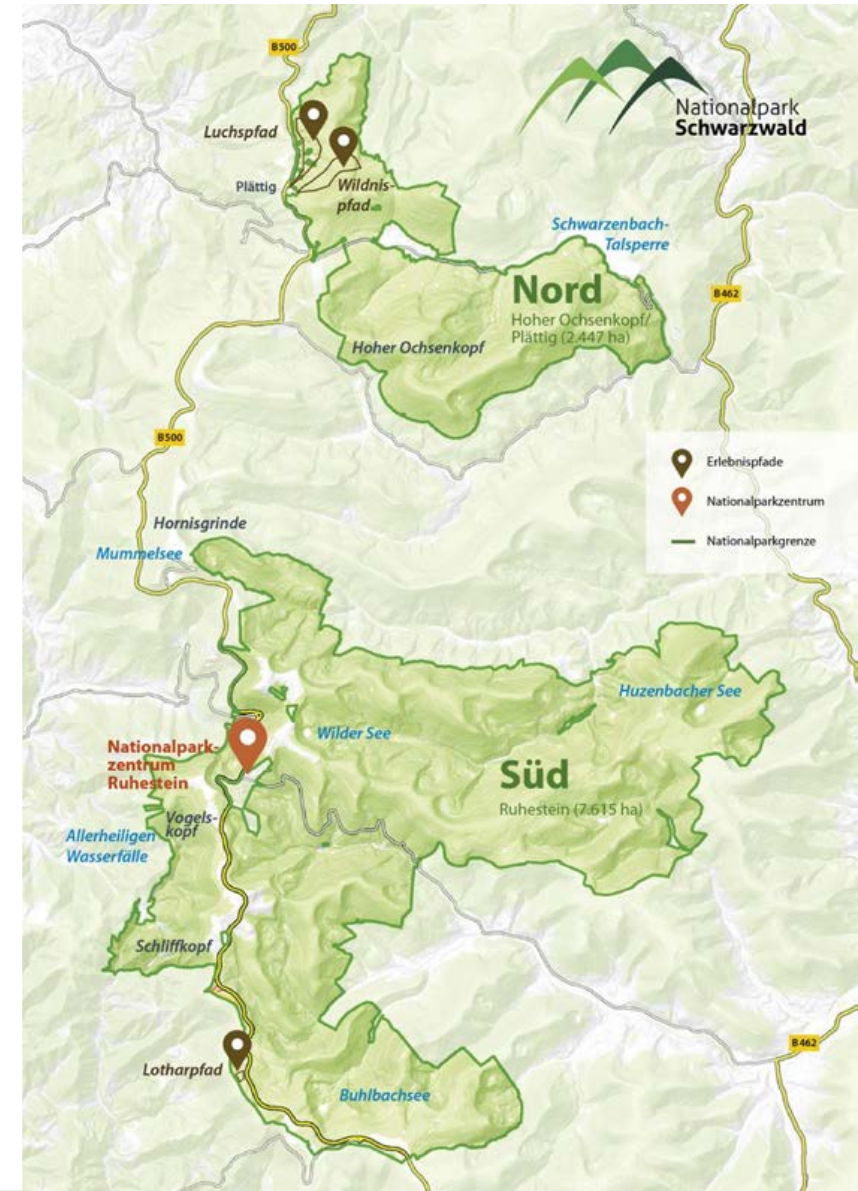 B500
Nationalpark
Schwarzwald
Luchspfad
Plättig
Wildnis-
pfad
Schwarzenbach-
Talsperre
Nord
Hoher Ochsenkopf/
Plättig (2.447 ha)
B462
Hoher Ochsenkopf
B500
Erlebnispfade
Nationalparkzentrum
Nationalparkgrenze
Hornisgrinde
Mummelsee
Huzenbacher See
Wilder See
Nationalpark-
zentrum
Ruhestein
Süd
Ruhestein (7.615 ha)
Vogels-
kopf
Allerheiligen
Wasserfälle
Schliffkopf
B462
Lotharpfad
Buhlbachsee